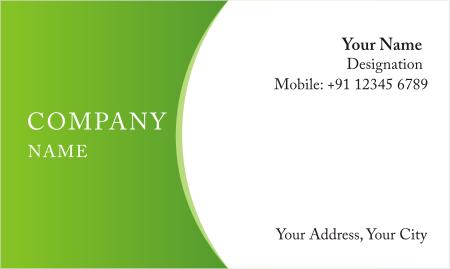 COMPANY
NAME
Your Name
Designation
Mobile: +91 12345 6789
Your Address, Your City